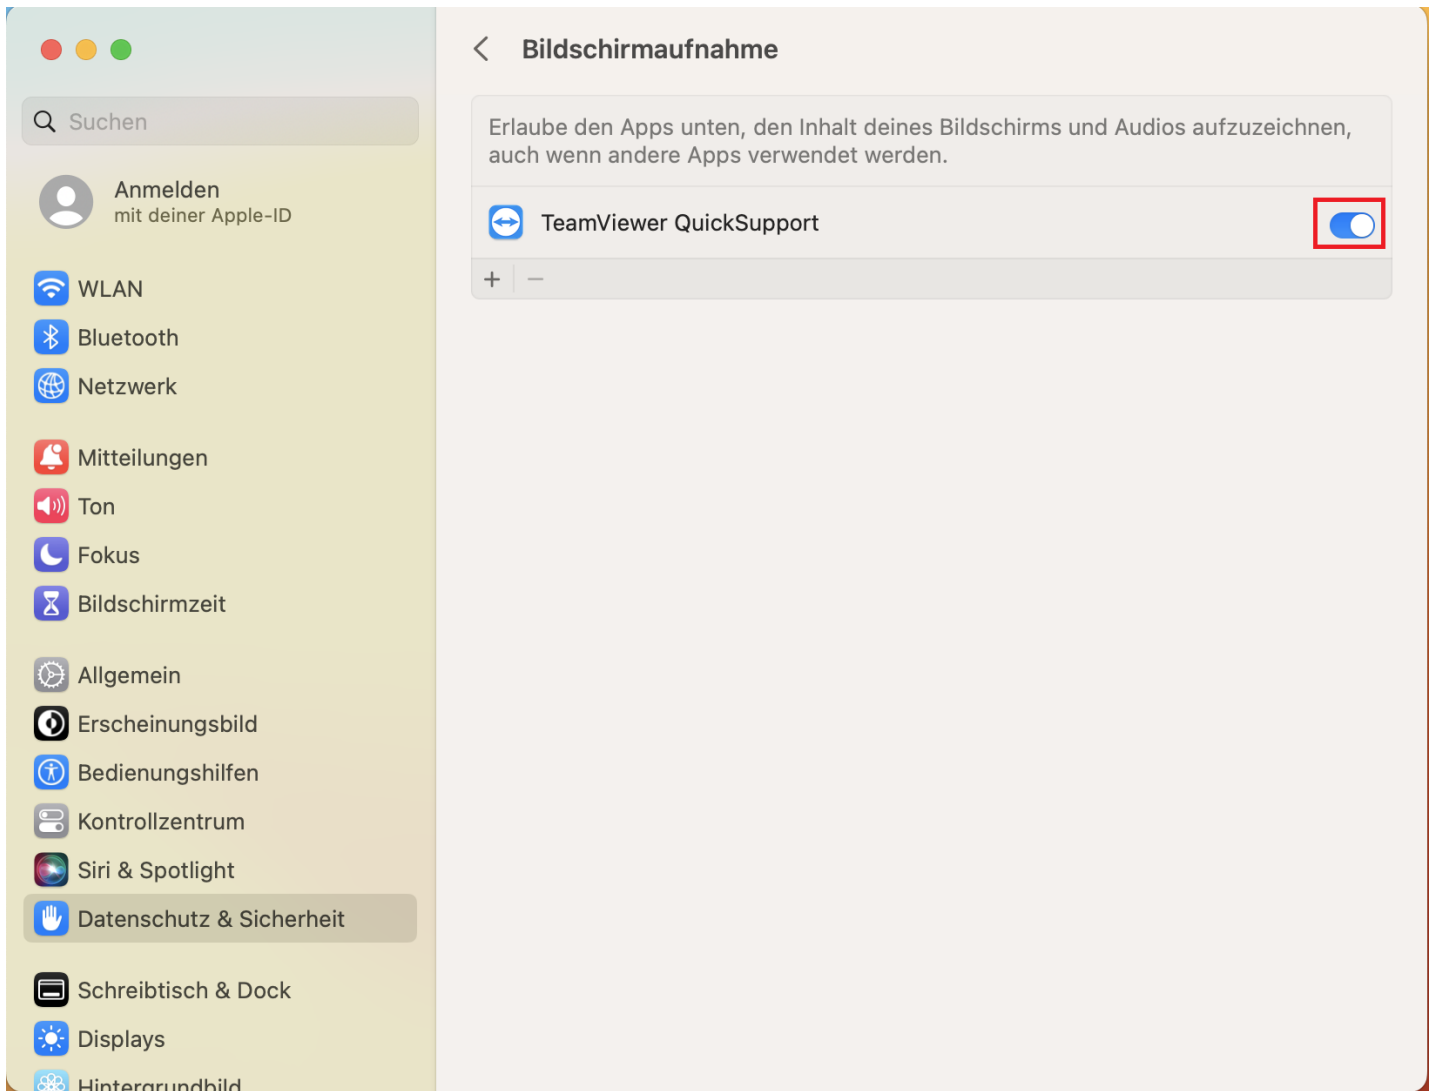 Suchen
Anmelden
mit deiner Apple-ID
WLAN
Bluetooth
Netzwerk
Mitteilungen
Ton
Fokus
Bildschirmzeit
Allgemein
Erscheinungsbild
Bedienungshilfen
Kontrollzentrum
Siri & Spotlight
Datenschutz & Sicherheit
Schreibtisch & Dock
Displays
Hintergrundbild
Bildschirmaufnahme
Erlaube den Apps unten, den Inhalt deines Bildschirms und Audios aufzuzeichnen,
auch wenn andere Apps verwendet werden.
TeamViewer QuickSupport